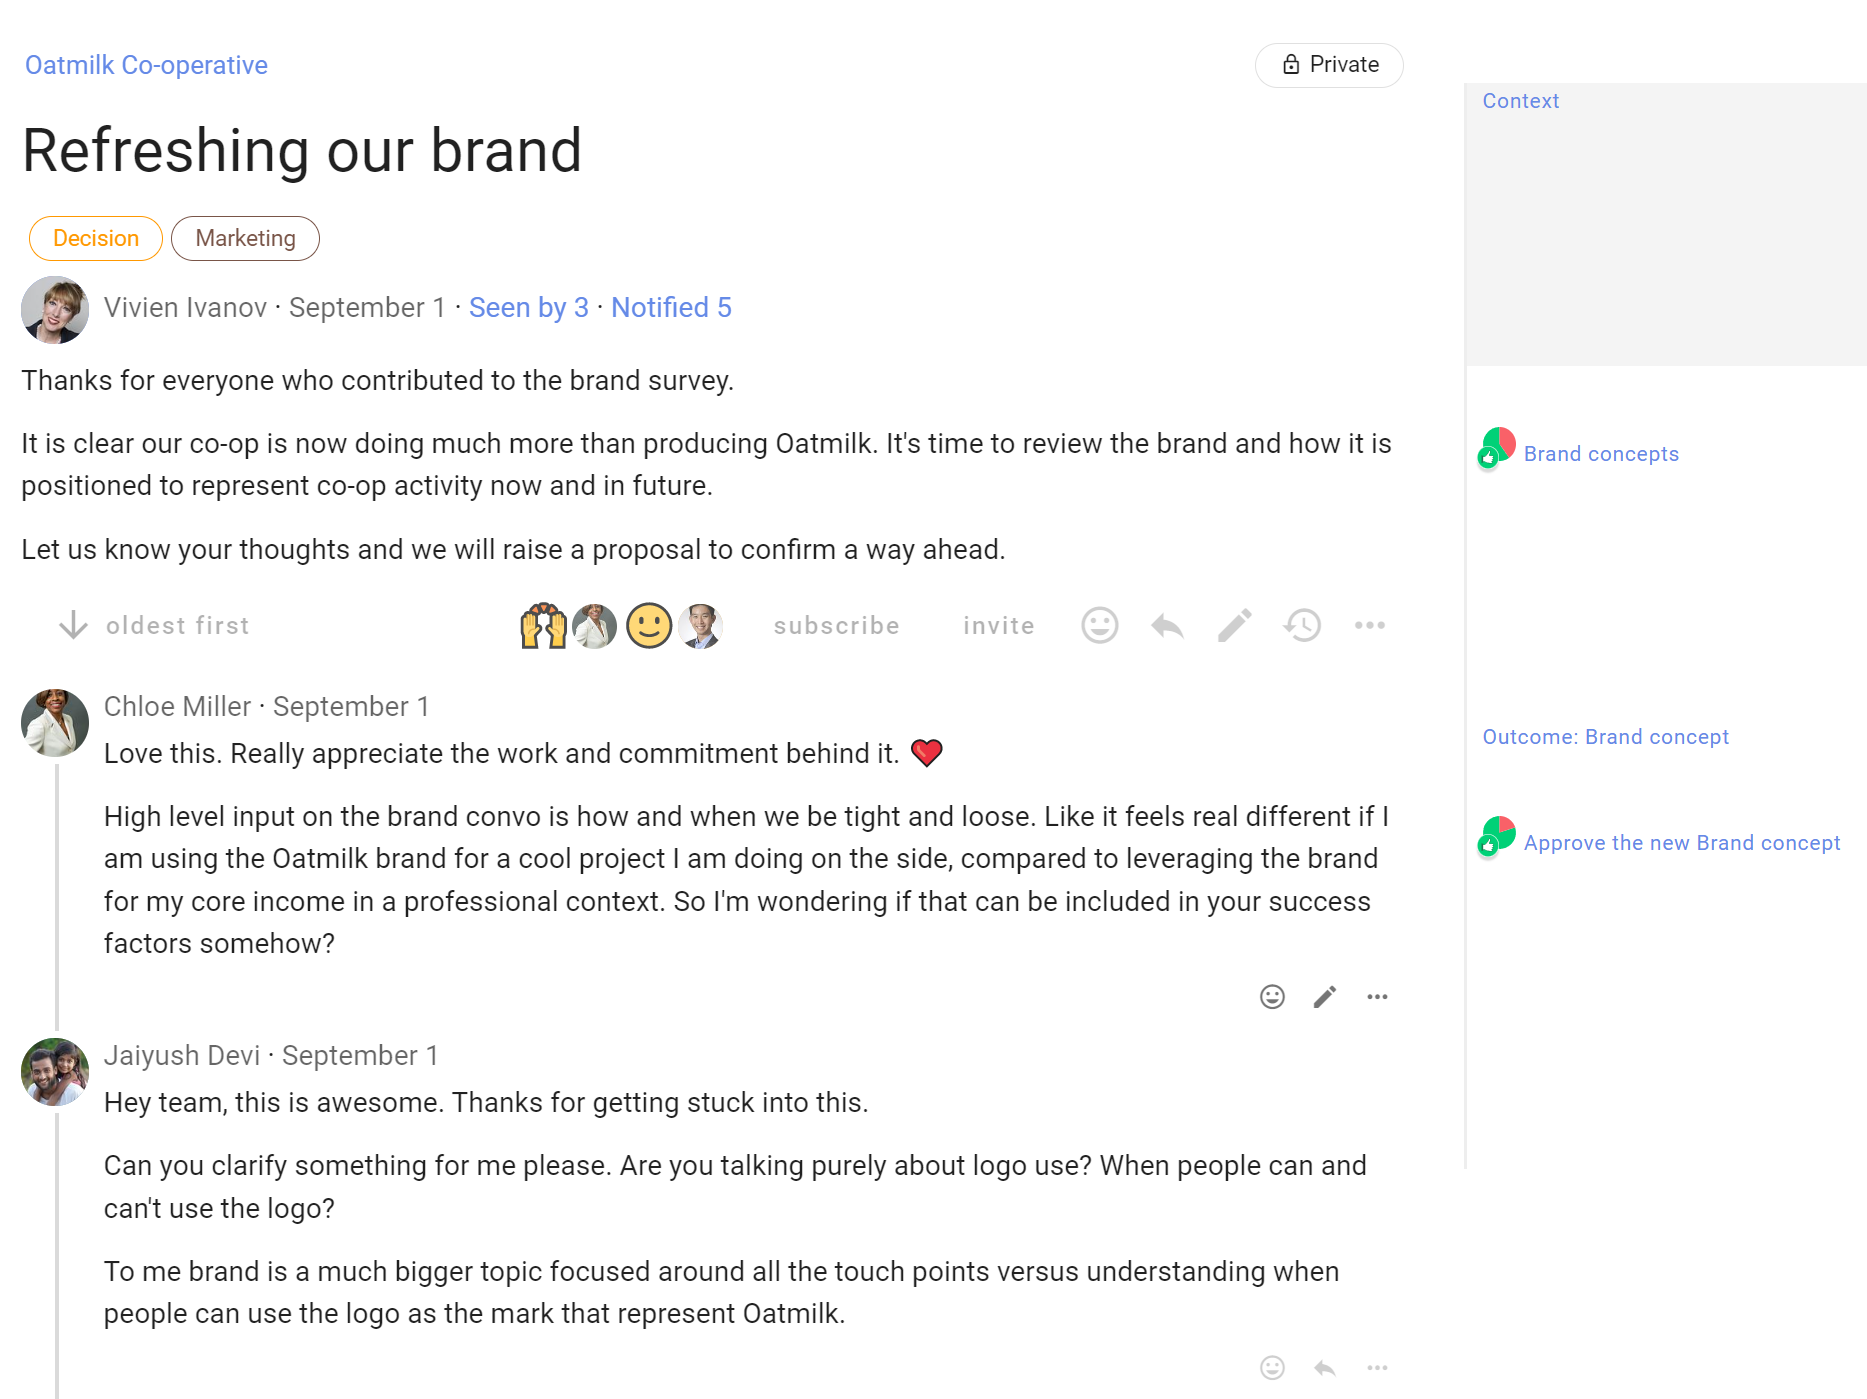 Oatmilk Co-operative
Private
Refreshing our brand
Decision
Marketing
Vivien Ivanov · September 1 · Seen by 3 · Notified 5
Thanks for everyone who contributed to the brand survey.
It is clear our co-op is now doing much more than producing Oatmilk. It's time to review the brand and how it is
positioned to represent co-op activity now and in future.
Let us know your thoughts and we will raise a proposal to confirm a way ahead.
oldest first
subscribe
invite
Chloe Miller · September 1
Love this. Really appreciate the work and commitment behind it. ❤️
High level input on the brand convo is how and when we be tight and loose. Like it feels real different if I
am using the Oatmilk brand for a cool project I am doing on the side, compared to leveraging the brand
for my core income in a professional context. So I'm wondering if that can be included in your success
factors somehow?
Jaiyush Devi · September 1
Hey team, this is awesome. Thanks for getting stuck into this.
Can you clarify something for me please. Are you talking purely about logo use? When people can and
can't use the logo?
To me brand is a much bigger topic focused around all the touch points versus understanding when
people can use the logo as the mark that represent Oatmilk.
Context
Brand concepts
Outcome: Brand concept
Approve the new Brand concept